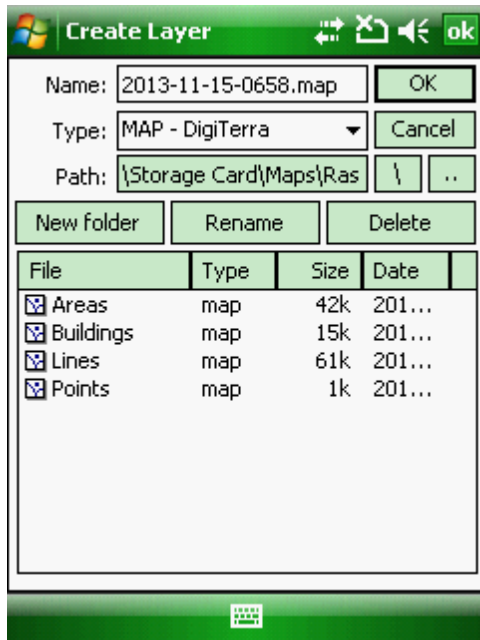 Create Layer ok
Name: 2013-11-15-0658.map OK
Type: MAP - DigiTerra Cancel
Path: \Storage Card\Maps\Ras \ ..
New folder Rename Delete
File Type Size Date
Areas map 42k 201...
Buildings map 15k 201...
Lines map 61k 201...
Points map 1k 201...